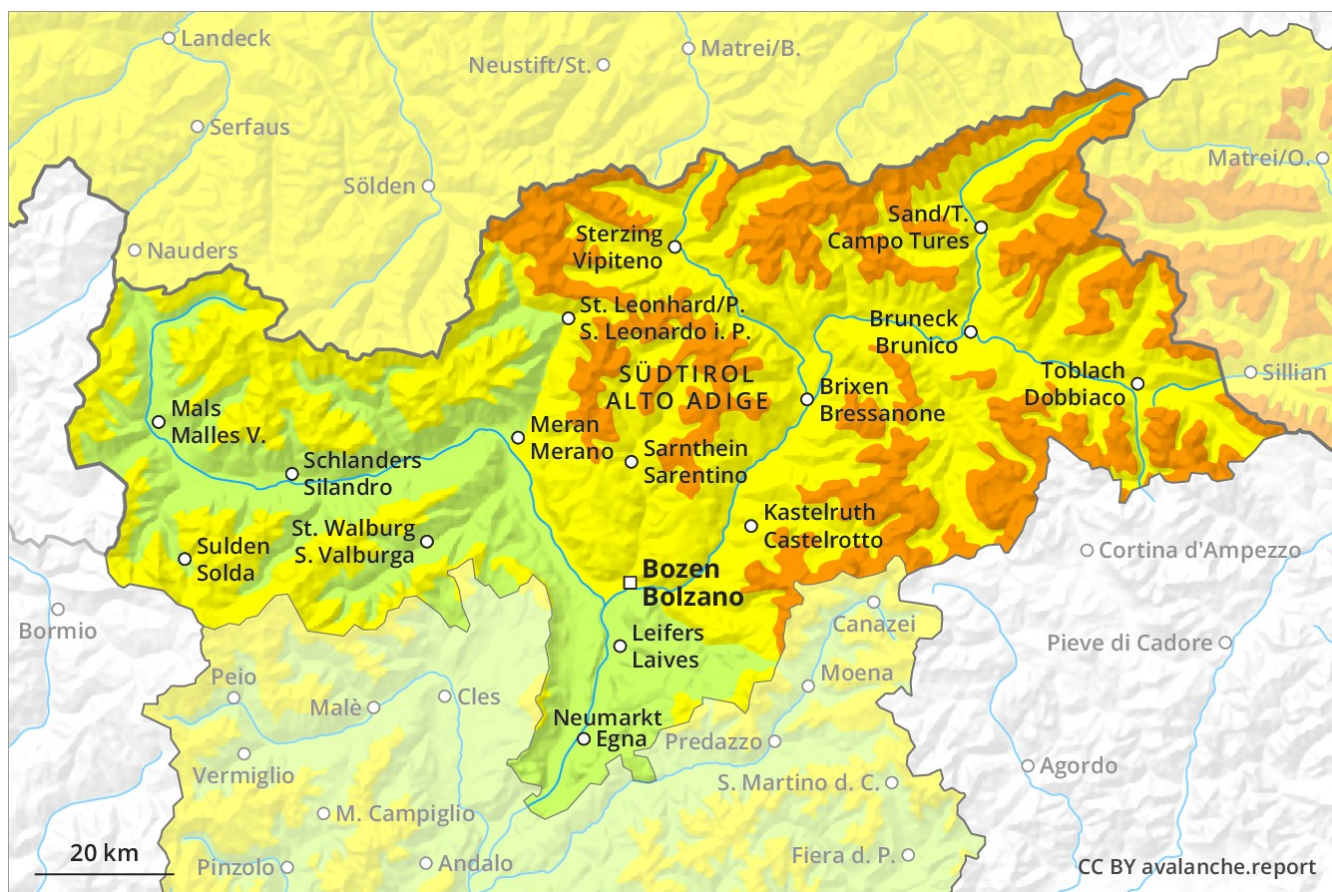 Landeck
Matrei/B.
Neustift/St.
Serfaus
Matrei/O.
Sölden
Sand/T.
Campo Tures
Sterzing
Vipiteno
Nauders
St. Leonhard/P.
S. Leonardo i. P.
Bruneck
Brunico
SÜDTIROL
ALTO ADIGE
Toblach
Dobbiaco
Sillian
Brixen
Bressanone
Mals
Malles V.
Meran
Merano
Sarnthein
Sarentino
Schlanders
Silandro
Kastelruth
Castelrotto
St. Walburg
S. Valburga
Sulden
Solda
Cortina d'Ampezzo
Bozen
Bolzano
Bormio
Canazei
Leifers
Laives
Pieve di Cadore
Peio
Moena
Malè
Cles
Neumarkt
Egna
Predazzo
Vermiglio
Agordo
S. Martino d. C.
M. Campiglio
20 km
Pinzolo
Andalo
Fiera d. P.
CC BY avalanche.report